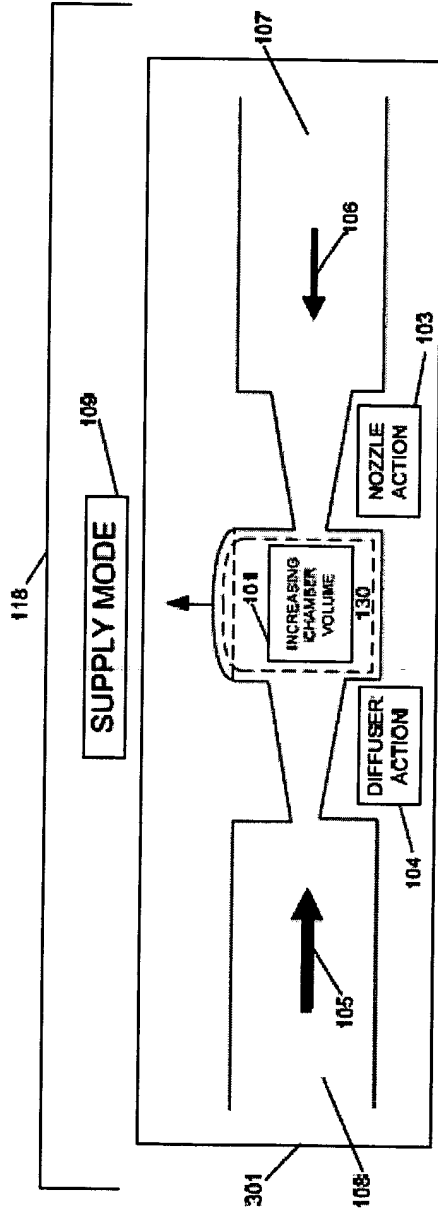 118
SUPPLY MODE
109
107
106
103
101
INCREASING
CHAMBER
VOLUME
130
NOZZLE
ACTION
DIFFUSER
ACTION
104
105
108
301